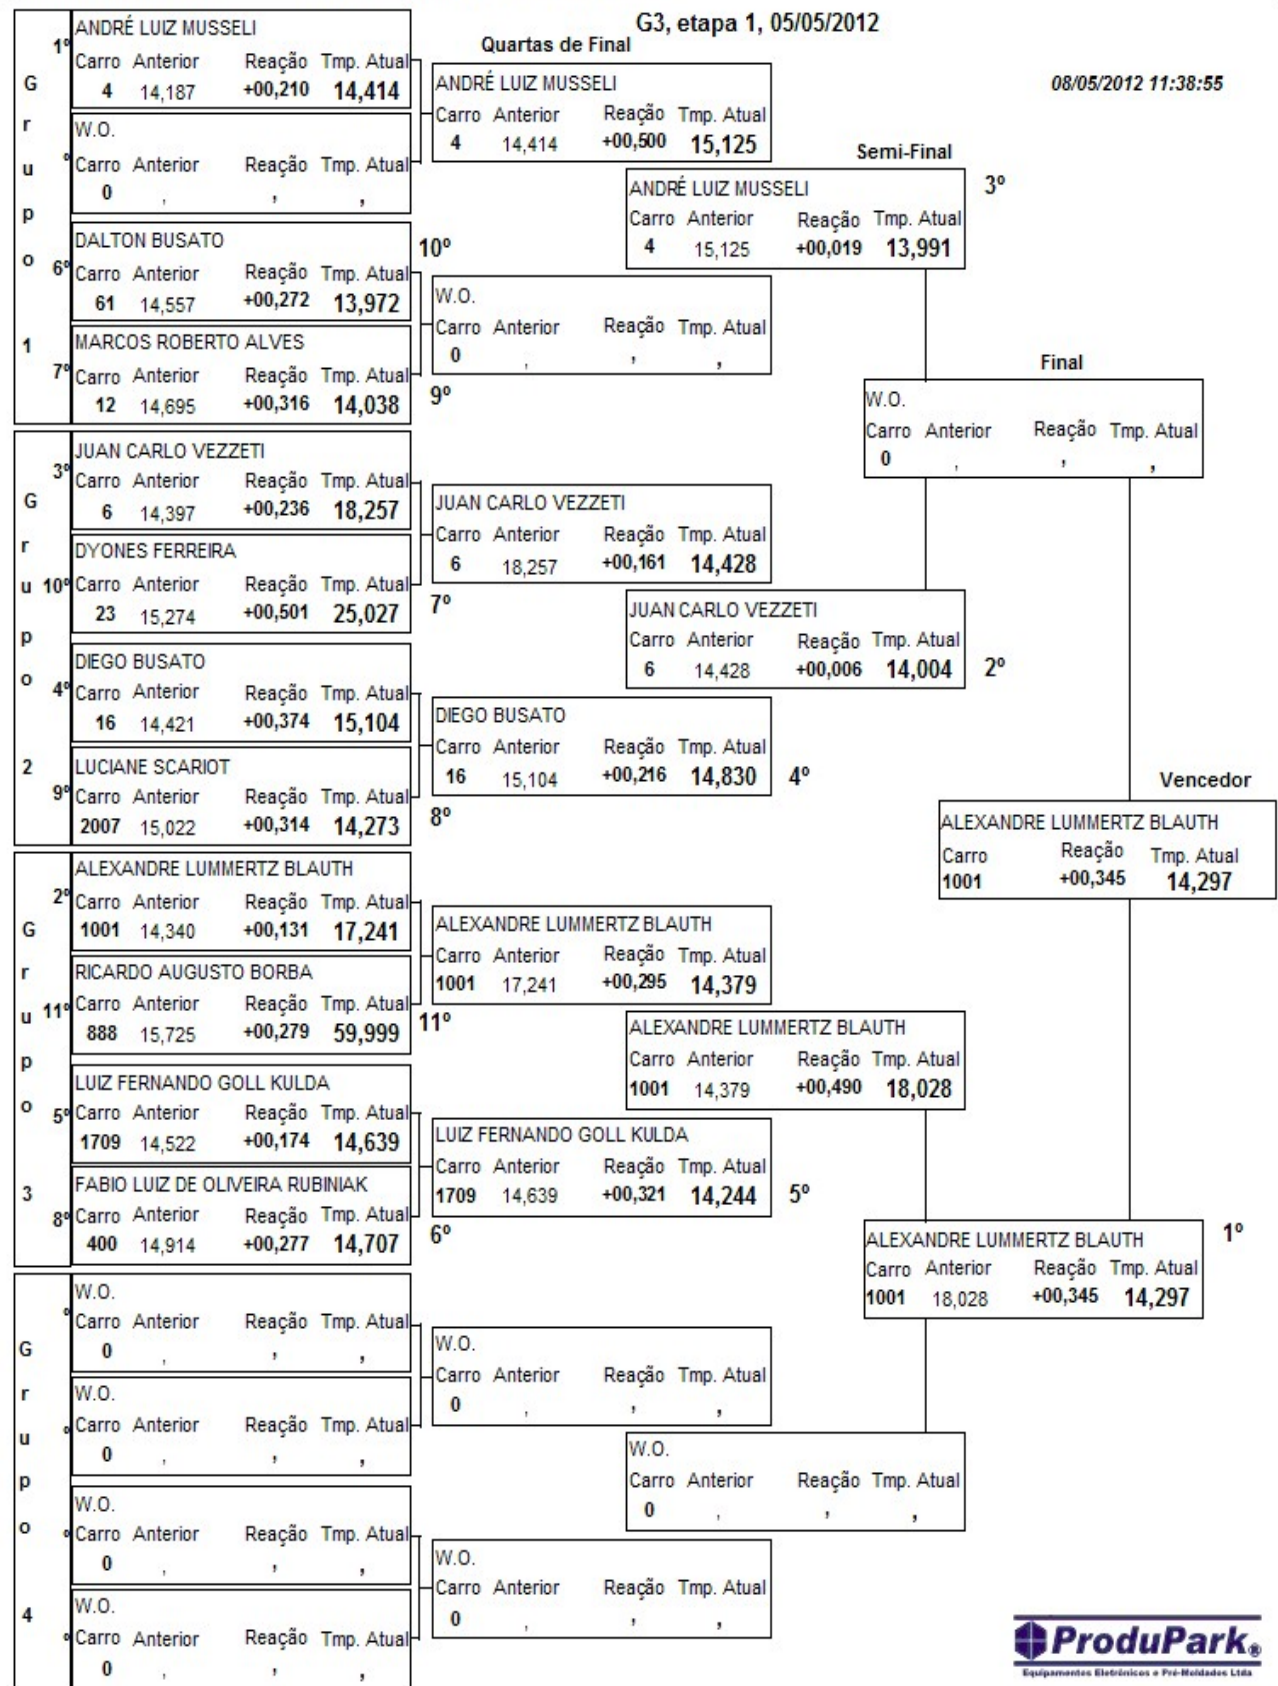 G3, etapa 1, 05/05/2012
08/05/2012 11:38:55
Quartas de Final
Semi-Final
Final
Vencedor
Grupo 1
1º ANDRÉ LUIZ MUSSELI
Carro Anterior Reação Tmp. Atual
4 14,187 +00,210 14,414
º W.O.
Carro Anterior Reação Tmp. Atual
0 , , ,
6º DALTON BUSATO
Carro Anterior Reação Tmp. Atual
61 14,557 +00,272 13,972
10º
7º MARCOS ROBERTO ALVES
Carro Anterior Reação Tmp. Atual
12 14,695 +00,316 14,038
9º
Grupo 2
3º JUAN CARLO VEZZETI
Carro Anterior Reação Tmp. Atual
6 14,397 +00,236 18,257
10º DYONES FERREIRA
Carro Anterior Reação Tmp. Atual
23 15,274 +00,501 25,027
7º
4º DIEGO BUSATO
Carro Anterior Reação Tmp. Atual
16 14,421 +00,374 15,104
9º LUCIANE SCARIOT
Carro Anterior Reação Tmp. Atual
2007 15,022 +00,314 14,273
8º
Grupo 3
2º ALEXANDRE LUMMERTZ BLAUTH
Carro Anterior Reação Tmp. Atual
1001 14,340 +00,131 17,241
11º RICARDO AUGUSTO BORBA
Carro Anterior Reação Tmp. Atual
888 15,725 +00,279 59,999
11º
5º LUIZ FERNANDO GOLL KULDA
Carro Anterior Reação Tmp. Atual
1709 14,522 +00,174 14,639
8º FABIO LUIZ DE OLIVEIRA RUBINIAK
Carro Anterior Reação Tmp. Atual
400 14,914 +00,277 14,707
6º
Grupo 4
º W.O.
Carro Anterior Reação Tmp. Atual
0 , , ,
º W.O.
Carro Anterior Reação Tmp. Atual
0 , , ,
º W.O.
Carro Anterior Reação Tmp. Atual
0 , , ,
º W.O.
Carro Anterior Reação Tmp. Atual
0 , , ,
ANDRÉ LUIZ MUSSELI
Carro Anterior Reação Tmp. Atual
4 14,414 +00,500 15,125
W.O.
Carro Anterior Reação Tmp. Atual
0 , , ,
JUAN CARLO VEZZETI
Carro Anterior Reação Tmp. Atual
6 18,257 +00,161 14,428
DIEGO BUSATO
Carro Anterior Reação Tmp. Atual
16 15,104 +00,216 14,830
4º
ALEXANDRE LUMMERTZ BLAUTH
Carro Anterior Reação Tmp. Atual
1001 17,241 +00,295 14,379
LUIZ FERNANDO GOLL KULDA
Carro Anterior Reação Tmp. Atual
1709 14,639 +00,321 14,244
5º
W.O.
Carro Anterior Reação Tmp. Atual
0 , , ,
W.O.
Carro Anterior Reação Tmp. Atual
0 , , ,
ANDRÉ LUIZ MUSSELI
Carro Anterior Reação Tmp. Atual
4 15,125 +00,019 13,991
3º
JUAN CARLO VEZZETI
Carro Anterior Reação Tmp. Atual
6 14,428 +00,006 14,004
2º
ALEXANDRE LUMMERTZ BLAUTH
Carro Anterior Reação Tmp. Atual
1001 14,379 +00,490 18,028
W.O.
Carro Anterior Reação Tmp. Atual
0 , , ,
W.O.
Carro Anterior Reação Tmp. Atual
0 , , ,
ALEXANDRE LUMMERTZ BLAUTH
Carro Anterior Reação Tmp. Atual
1001 18,028 +00,345 14,297
1º
ALEXANDRE LUMMERTZ BLAUTH
Carro Reação Tmp. Atual
1001 +00,345 14,297
ProduPark®
Equipamentos Eletrônicos e Pré-Moldados Ltda